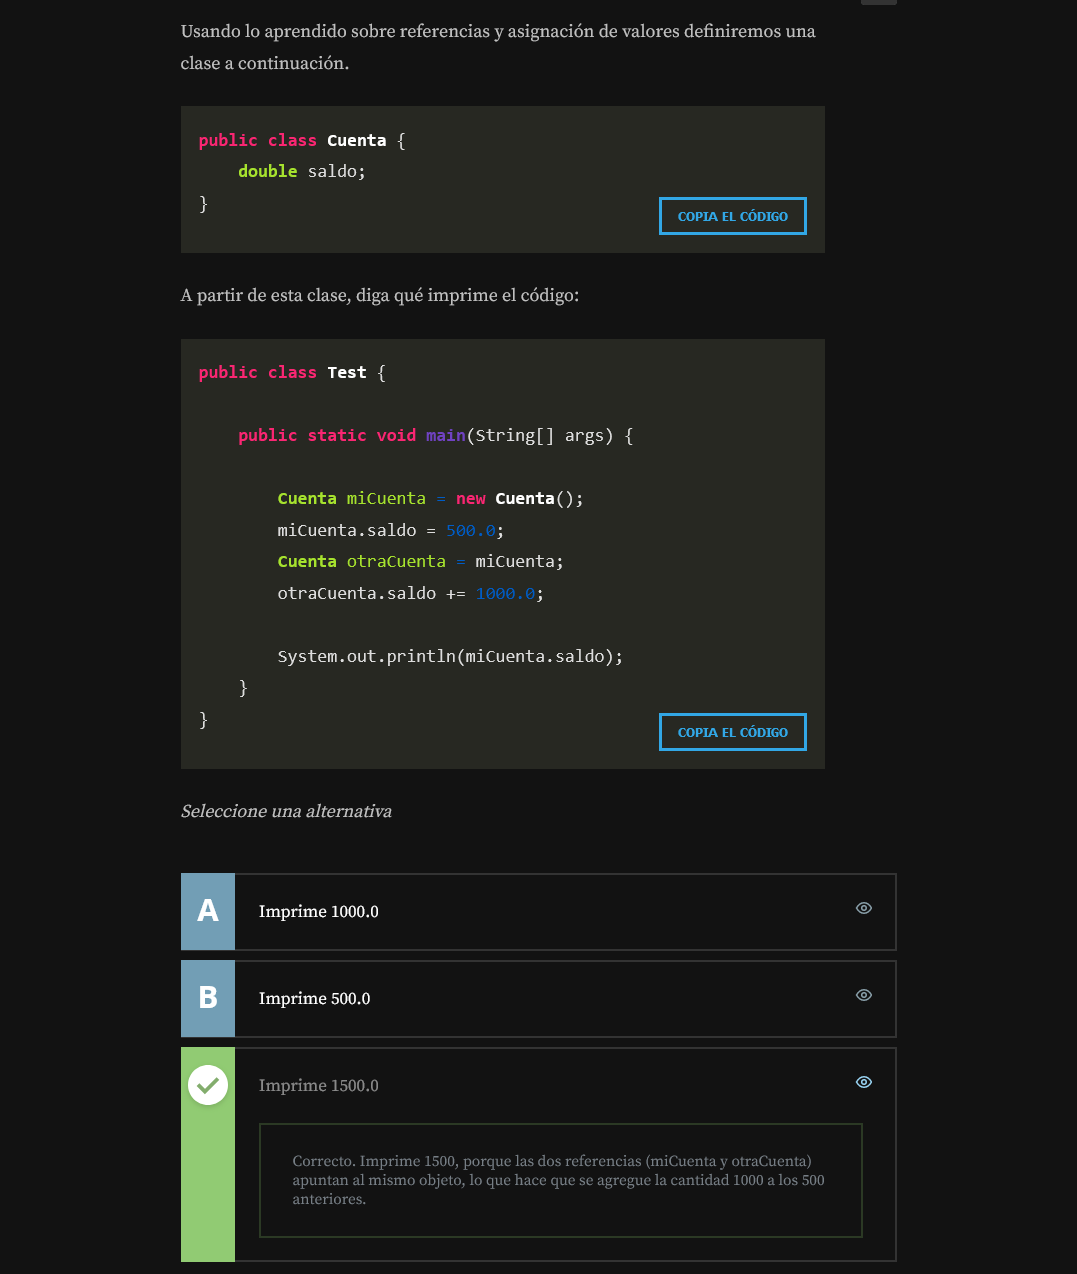 Usando lo aprendido sobre referencias y asignación de valores definiremos una
clase a continuación.
public class Cuenta {
    double saldo;
}
COPIA EL CÓDIGO
A partir de esta clase, diga qué imprime el código:
public class Test {
    public static void main(String[] args) {
        Cuenta miCuenta = new Cuenta();
        miCuenta.saldo = 500.0;
        Cuenta otraCuenta = miCuenta;
        otraCuenta.saldo += 1000.0;
        System.out.println(miCuenta.saldo);
    }
}
COPIA EL CÓDIGO
Seleccione una alternativa
A Imprime 1000.0
B Imprime 500.0
Imprime 1500.0
Correcto. Imprime 1500, porque las dos referencias (miCuenta y otraCuenta)
apuntan al mismo objeto, lo que hace que se agregue la cantidad 1000 a los 500
anteriores.